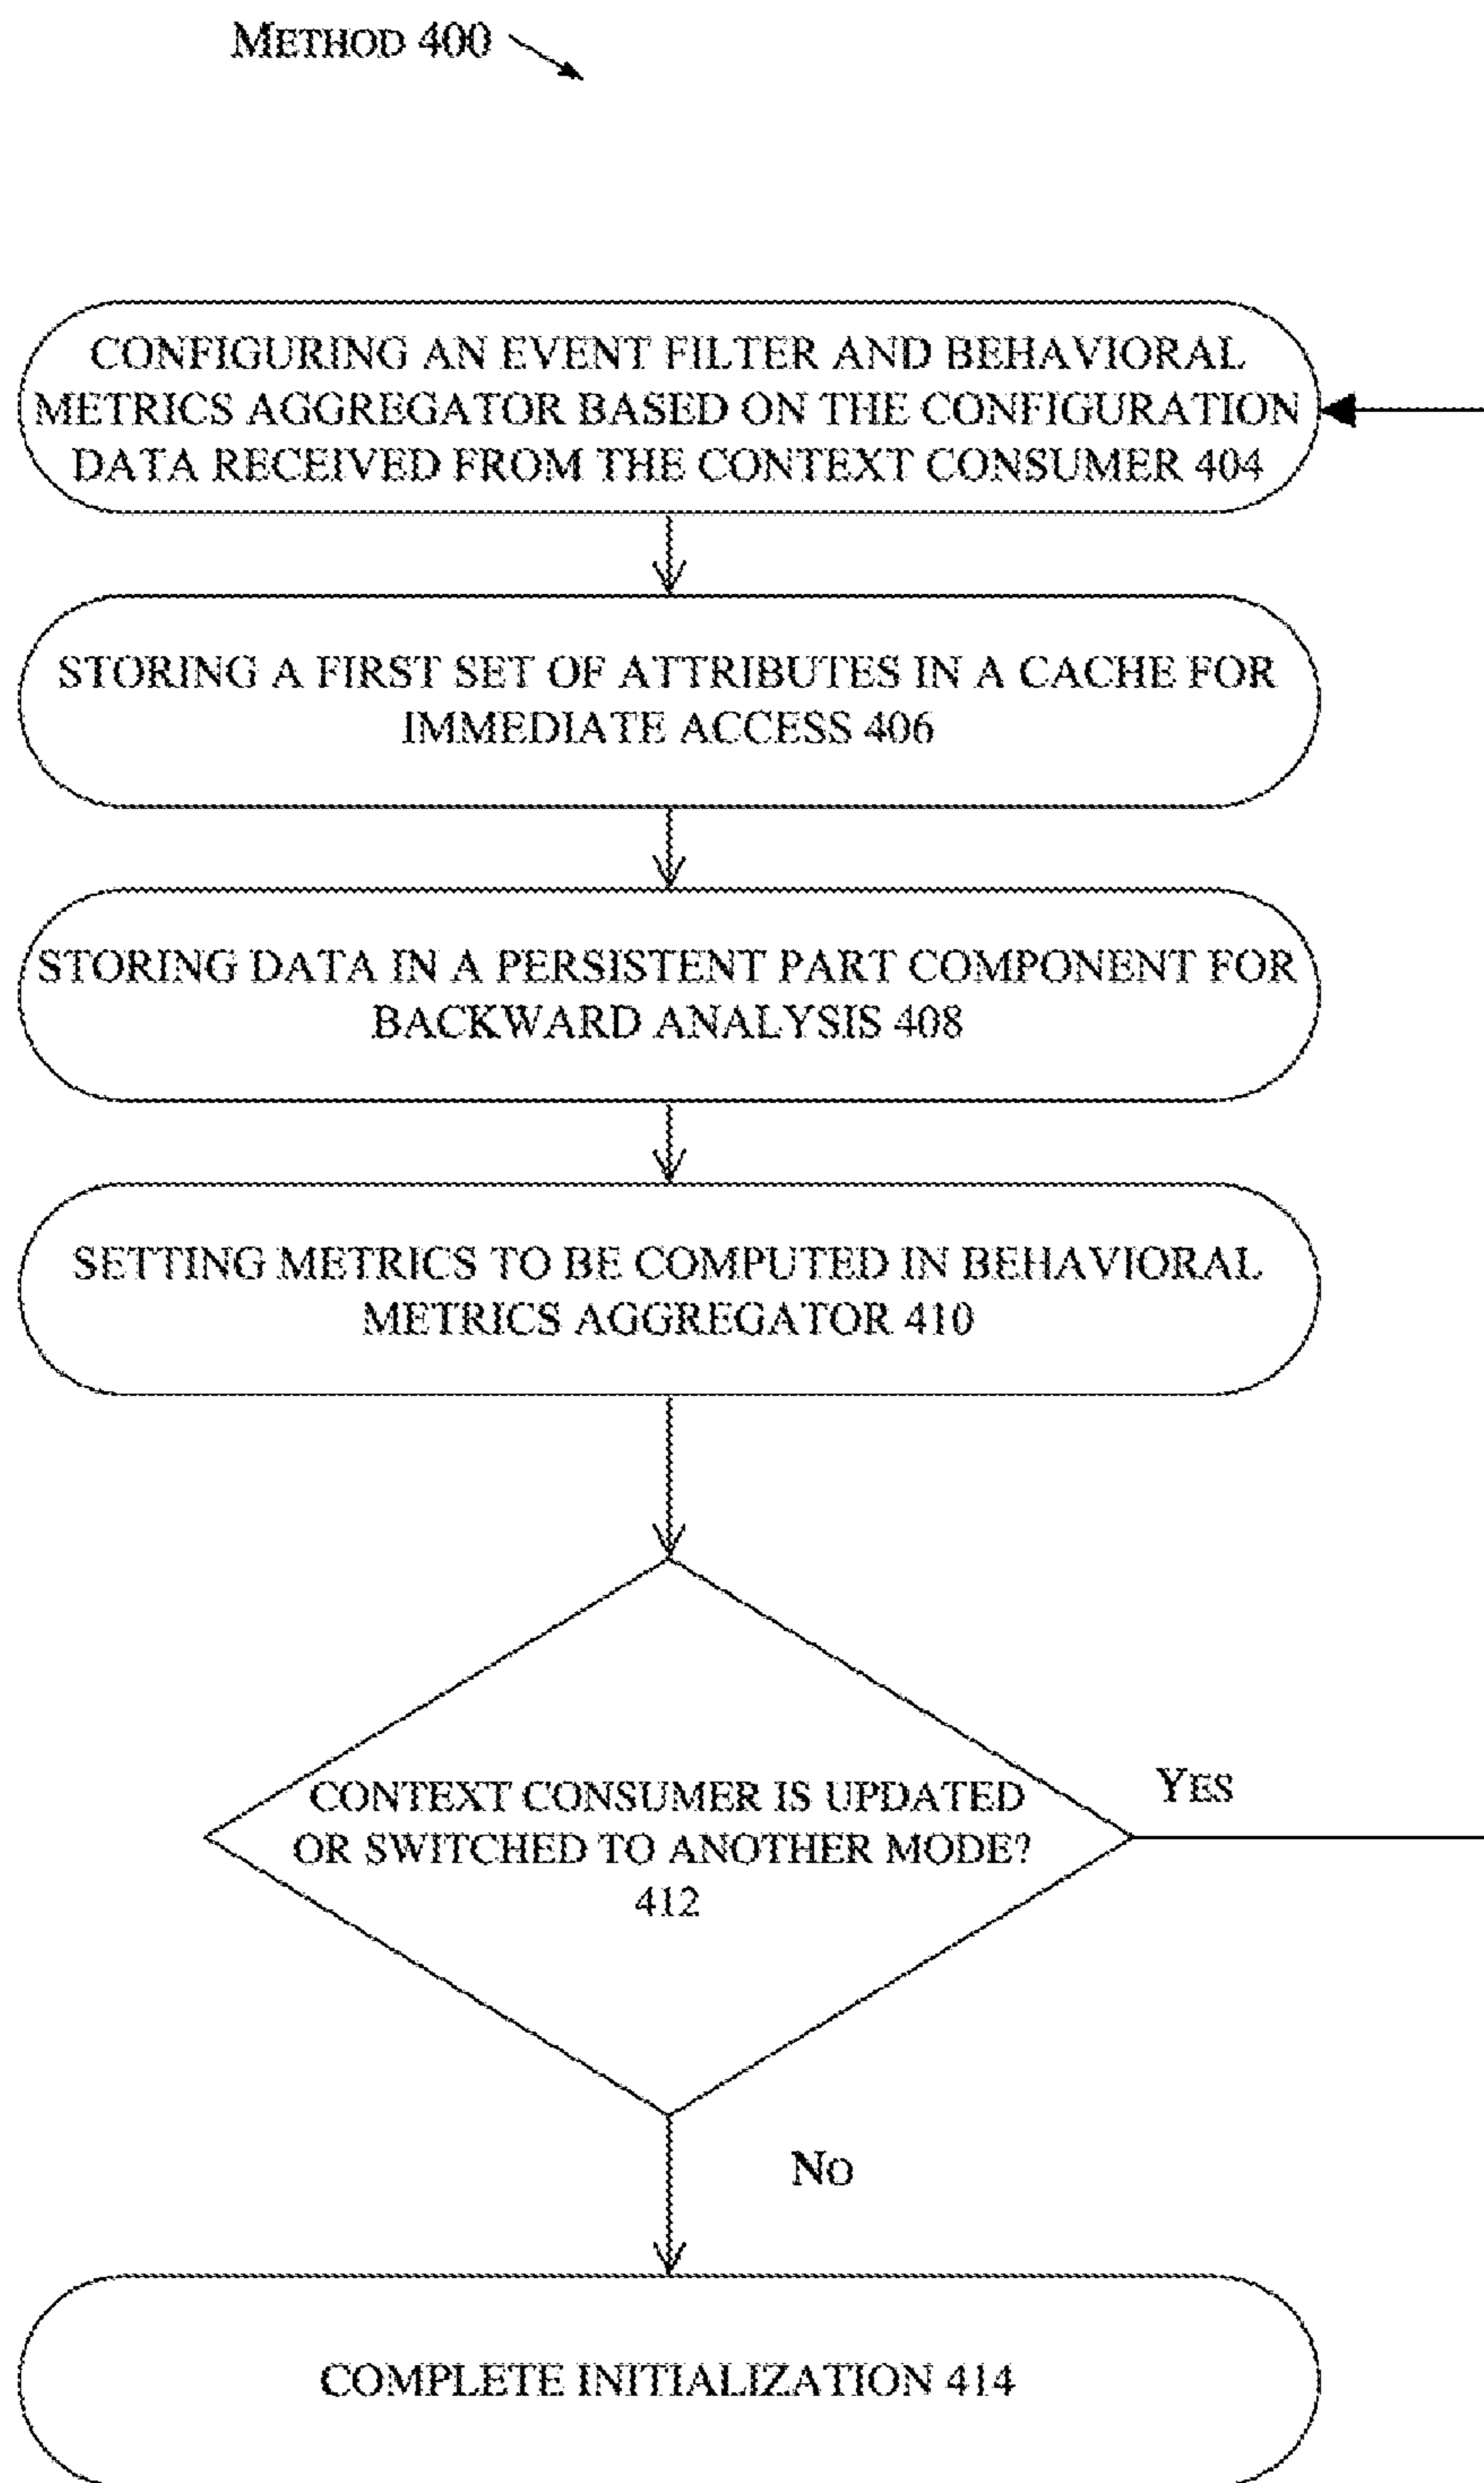 METHOD 400
CONFIGURING AN EVENT FILTER AND BEHAVIORAL
METRICS AGGREGATOR BASED ON THE CONFIGURATION
DATA RECEIVED FROM THE CONTEXT CONSUMER 404
STORING A FIRST SET OF ATTRIBUTES IN A CACHE FOR
IMMEDIATE ACCESS 406
STORING DATA IN A PERSISTENT PART COMPONENT FOR
BACKWARD ANALYSIS 408
SETTING METRICS TO BE COMPUTED IN BEHAVIORAL
METRICS AGGREGATOR 410
CONTEXT CONSUMER IS UPDATED
OR SWITCHED TO ANOTHER MODE?
412
YES
NO
COMPLETE INITIALIZATION 414